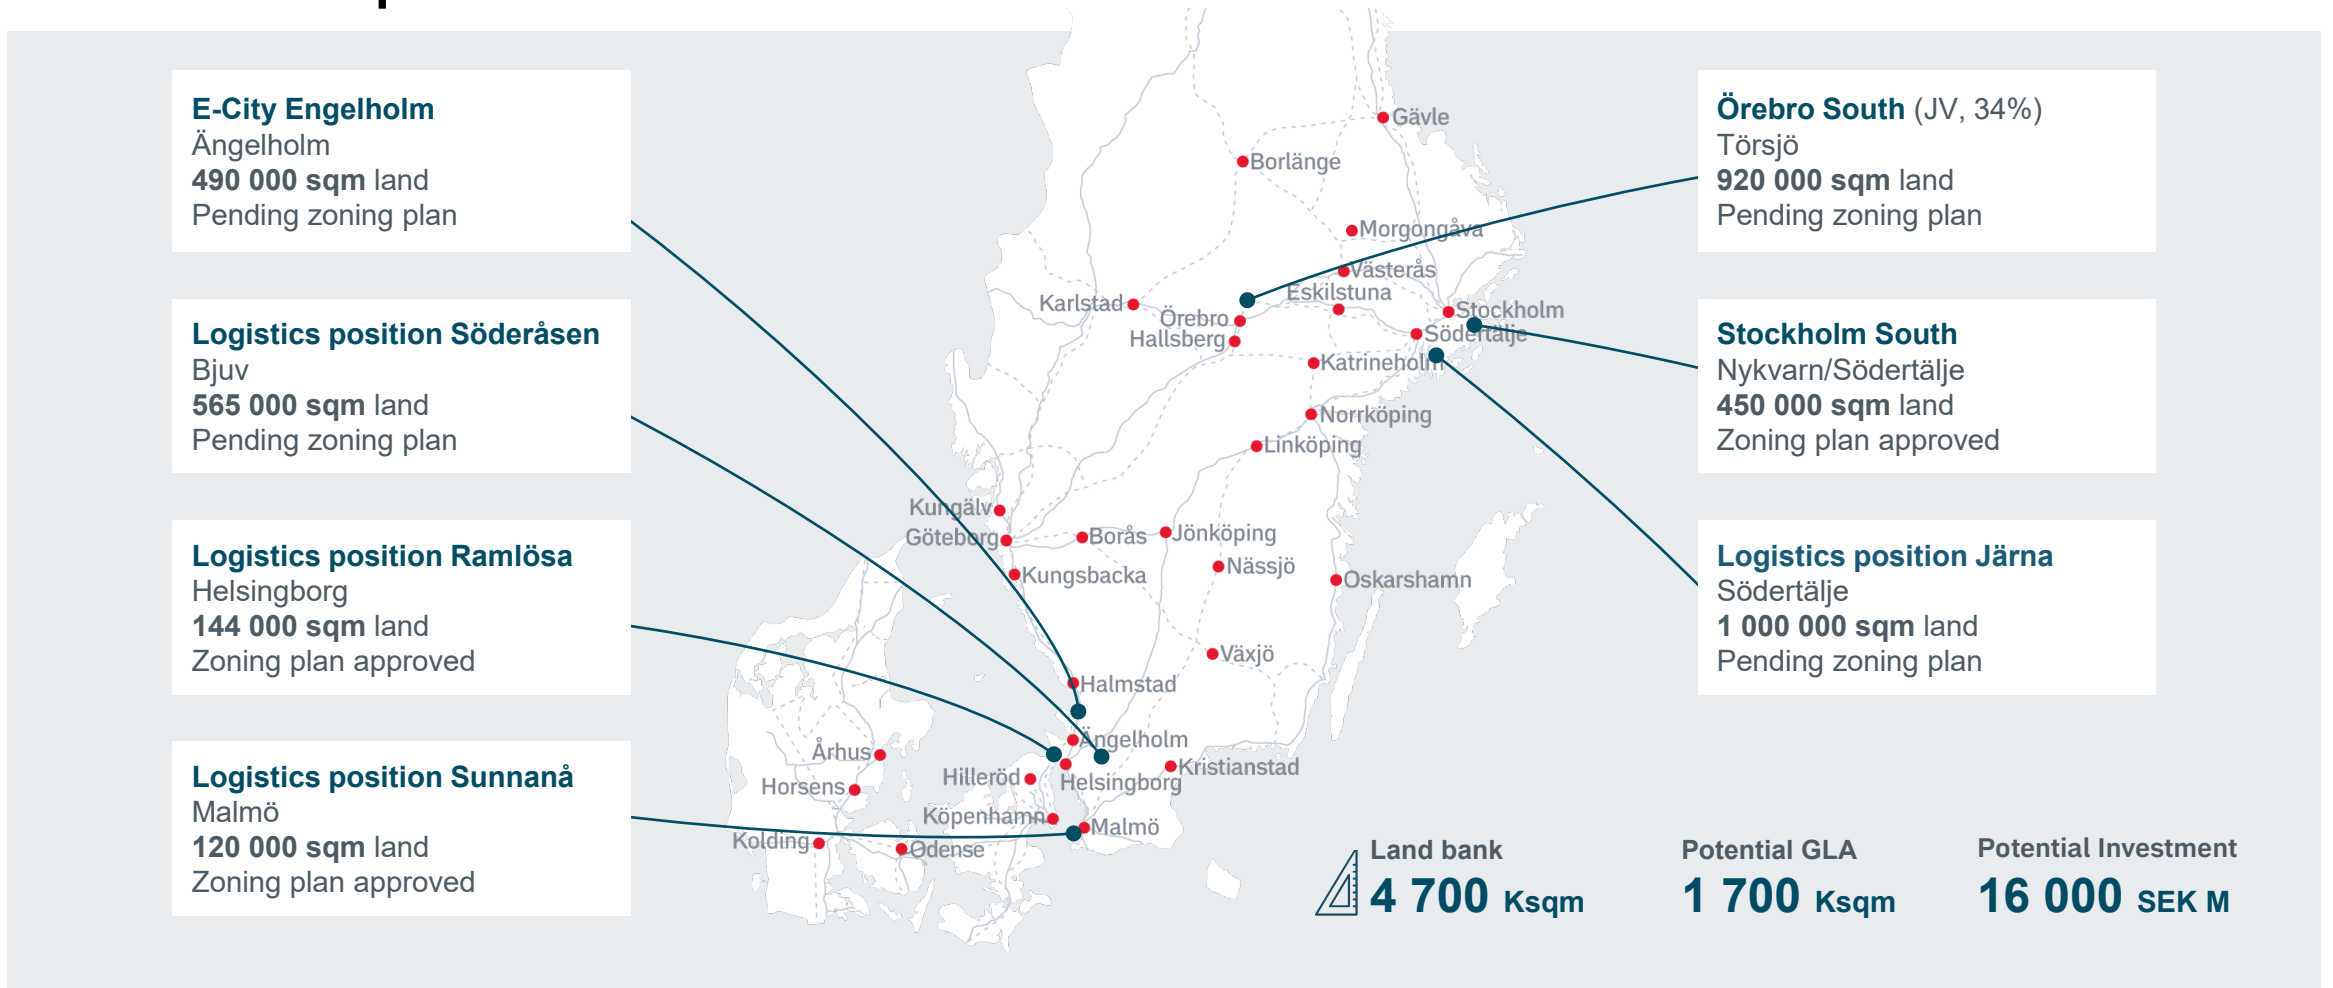 E-City Engelholm
Ängelholm
490 000 sqm land
Pending zoning plan
Logistics position Söderåsen
Bjuv
565 000 sqm land
Pending zoning plan
Logistics position Ramlösa
Helsingborg
144 000 sqm land
Zoning plan approved
Logistics position Sunnanå
Malmö
120 000 sqm land
Zoning plan approved
Gävle
Borlänge
Morgongåva
Västerås
Eskilstuna
Karlstad
Örebro
Hallsberg
Stockholm
Södertälje
Katrineholm
Norrköping
Linköping
Kungälv
Göteborg
Borås
Jönköping
Kungsbacka
Nässjö
Oskarshamn
Växjö
Halmstad
Ängelholm
Århus
Hilleröd
Helsingborg
Kristianstad
Horsens
Köpenhamn
Malmö
Kolding
Odense
Örebro South (JV, 34%)
Törsjö
920 000 sqm land
Pending zoning plan
Stockholm South
Nykvarn/Södertälje
450 000 sqm land
Zoning plan approved
Logistics position Järna
Södertälje
1 000 000 sqm land
Pending zoning plan
Land bank
4 700 Ksqm
Potential GLA
1 700 Ksqm
Potential Investment
16 000 SEK M